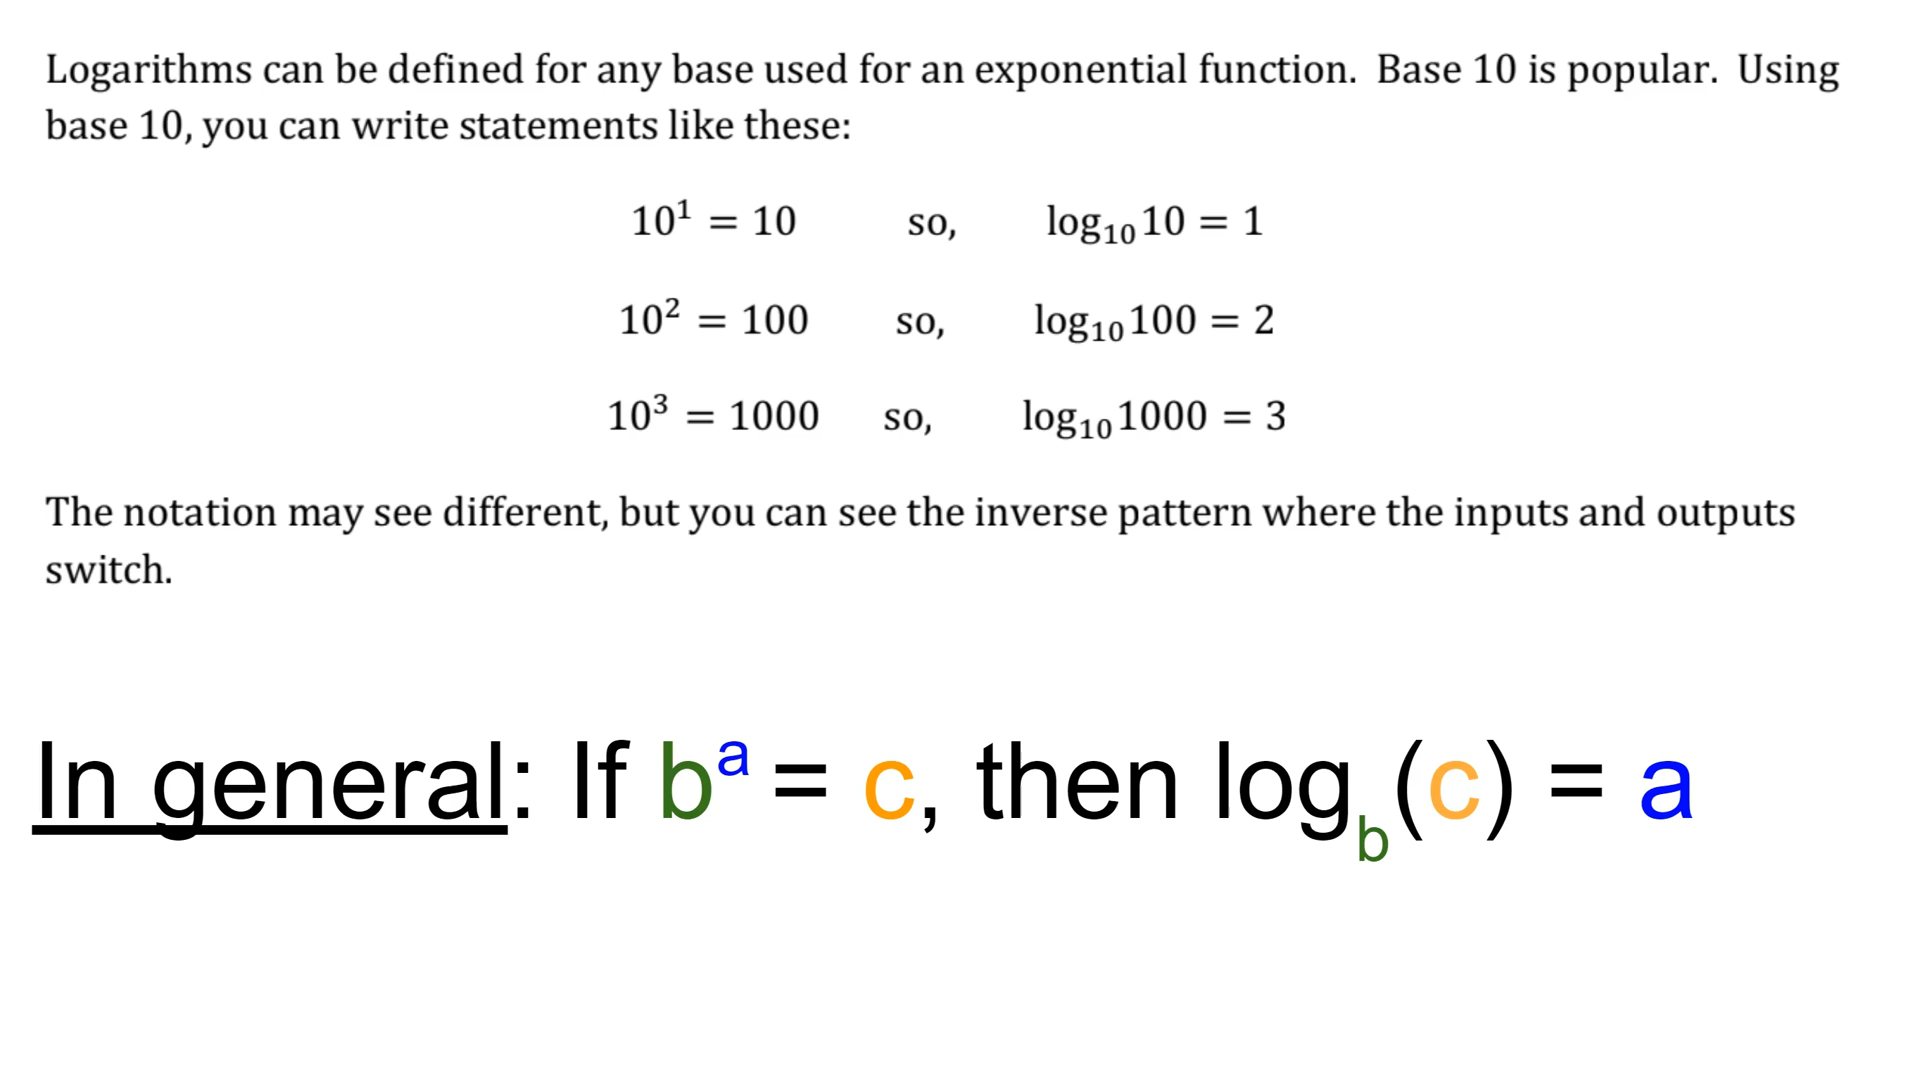 Logarithms can be defined for any base used for an exponential function.  Base 10 is popular.  Using
base 10, you can write statements like these:
10¹ = 10 so, log₁₀10 = 1
10² = 100 so, log₁₀100 = 2
10³ = 1000 so, log₁₀1000 = 3
The notation may see different, but you can see the inverse pattern where the inputs and outputs
switch.
In general: If bᵃ = c, then log_b(c) = a